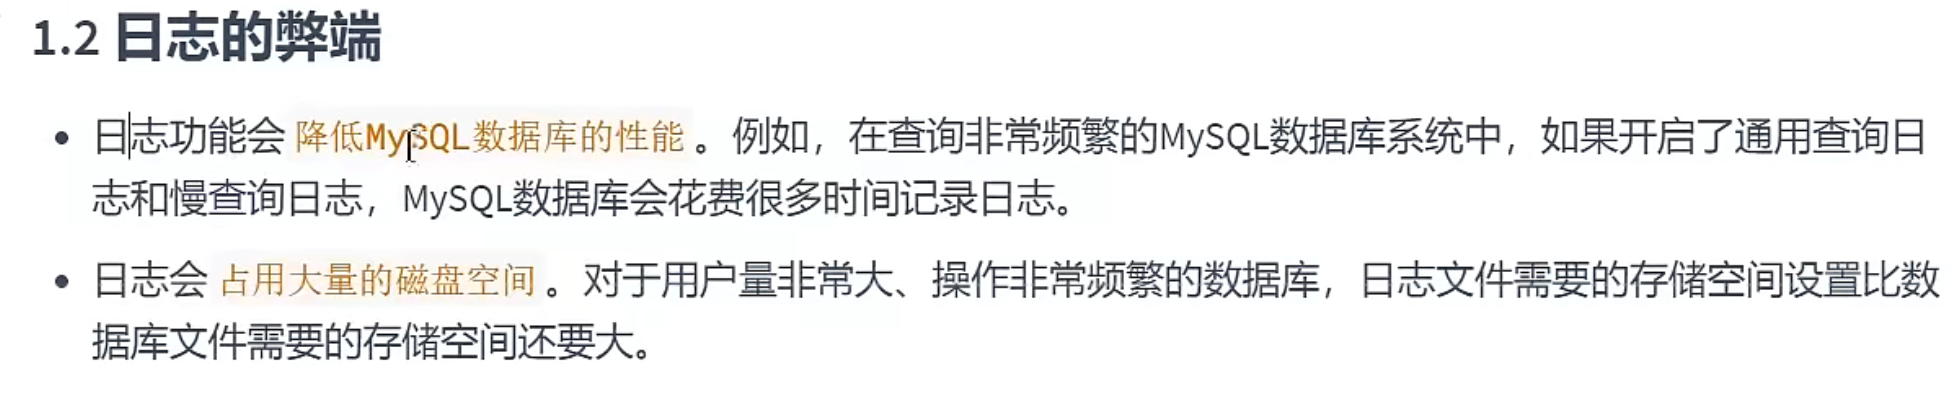 1.2 日志的弊端
日志功能会 降低MySQL数据库的性能 。例如，在查询非常频繁的MySQL数据库系统中，如果开启了通用查询日
志和慢查询日志，MySQL数据库会花费很多时间记录日志。
日志会 占用大量的磁盘空间 。对于用户量非常大、操作非常频繁的数据库，日志文件需要的存储空间设置比数
据库文件需要的存储空间还要大。